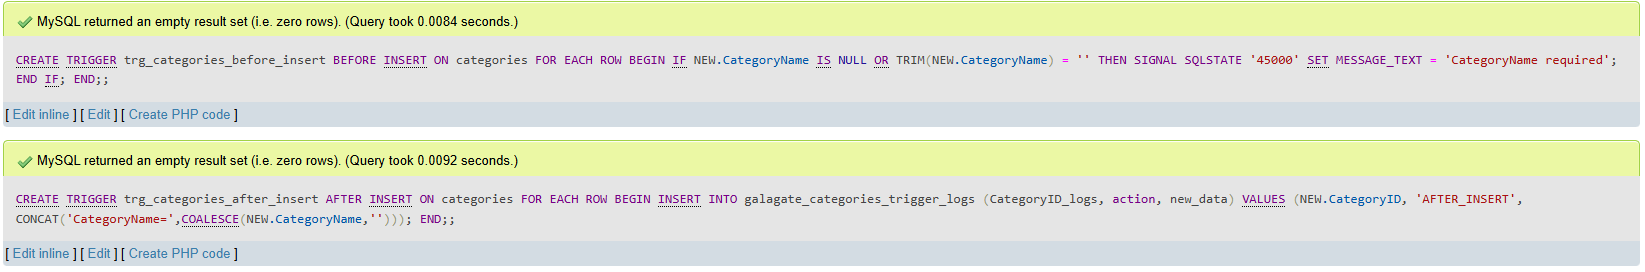 MySQL returned an empty result set (i.e. zero rows). (Query took 0.0084 seconds.)
CREATE TRIGGER trg_categories_before_insert BEFORE INSERT ON categories FOR EACH ROW BEGIN IF NEW.CategoryName IS NULL OR TRIM(NEW.CategoryName) = '' THEN SIGNAL SQLSTATE '45000' SET MESSAGE_TEXT = 'CategoryName required';
END IF; END;;
[ Edit inline ] [ Edit ] [ Create PHP code ]
MySQL returned an empty result set (i.e. zero rows). (Query took 0.0092 seconds.)
CREATE TRIGGER trg_categories_after_insert AFTER INSERT ON categories FOR EACH ROW BEGIN INSERT INTO galagate_categories_trigger_logs (CategoryID_logs, action, new_data) VALUES (NEW.CategoryID, 'AFTER_INSERT',
CONCAT('CategoryName=',COALESCE(NEW.CategoryName,''))); END;;
[ Edit inline ] [ Edit ] [ Create PHP code ]